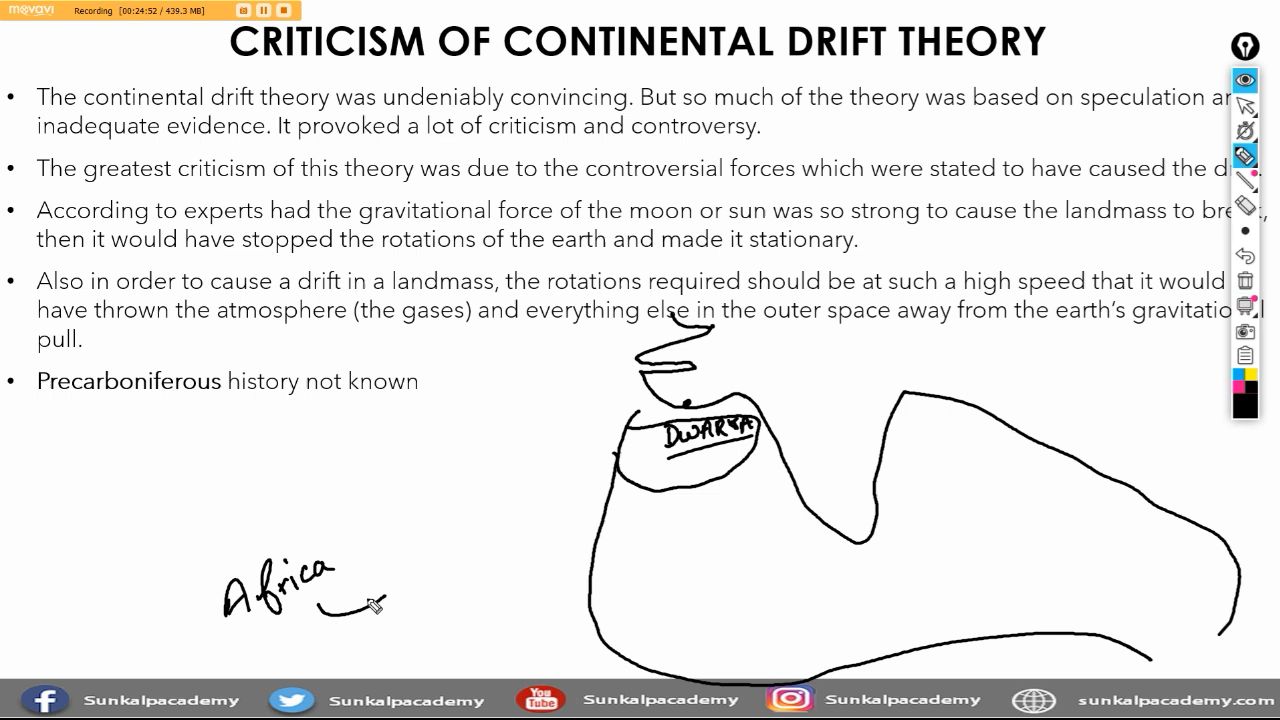 movavi Recording [00:24:52 / 439.3 MB]
CRITICISM OF CONTINENTAL DRIFT THEORY
• The continental drift theory was undeniably convincing. But so much of the theory was based on speculation an
inadequate evidence. It provoked a lot of criticism and controversy.
• The greatest criticism of this theory was due to the controversial forces which were stated to have caused the d
• According to experts had the gravitational force of the moon or sun was so strong to cause the landmass to bre
then it would have stopped the rotations of the earth and made it stationary.
• Also in order to cause a drift in a landmass, the rotations required should be at such a high speed that it would
have thrown the atmosphere (the gases) and everything else in the outer space away from the earth's gravitatio l
pull.
• Precarboniferous history not known
DWARKA
Africa
Sunkalpacademy Sunkalpacademy You Tube Sunkalpacademy Sunkalpacademy sunkalpacademy.com